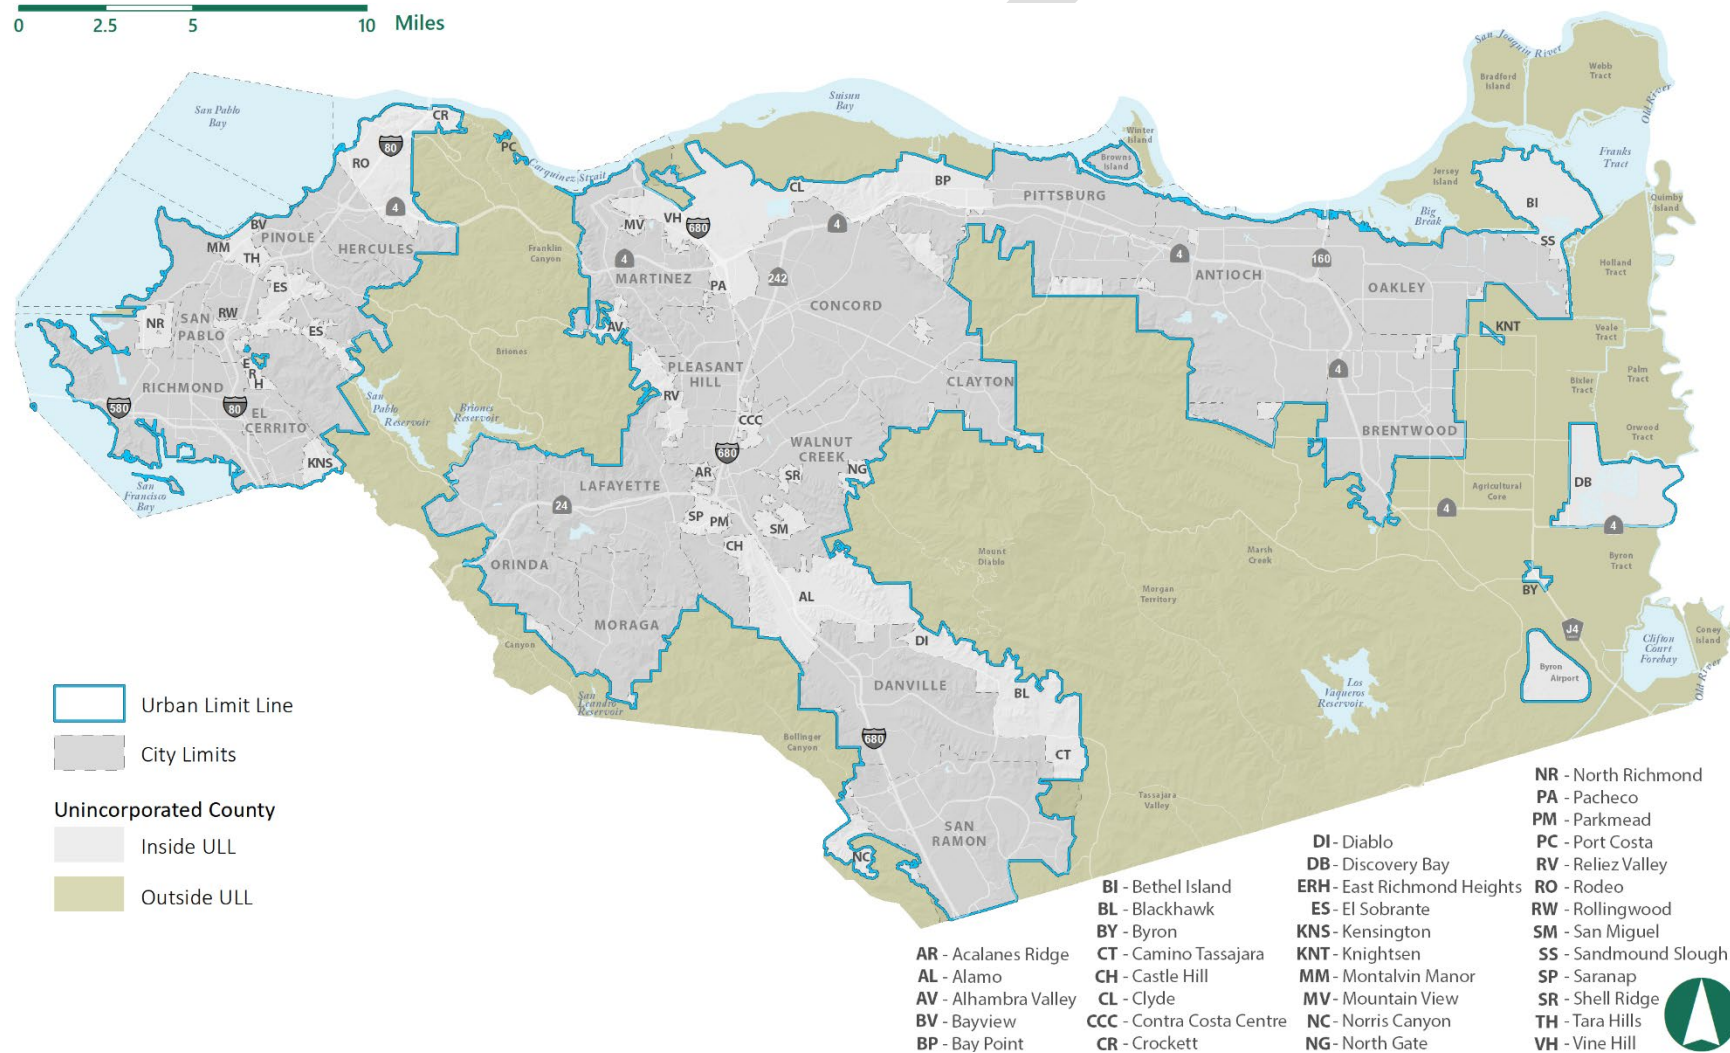 0 2.5 5 10 Miles
San Joaquin River
Bradford
Island
Webb
Tract
Old River
San Pablo
Bay
Suisun
Bay
CR
80
PC
Carquinez Strait
Winter
Island
Browns
Island
Franks
Tract
RO
CL
BP
PITTSBURG
Jersey
Island
BI
Quimby
Island
4
MV
VH
680
4
Big
Break
BV
PINOLE
MM
TH
HERCULES
Franklin
Canyon
4
MARTINEZ
242
PA
4
ANTIOCH
160
SS
Holland
Tract
ES
CONCORD
OAKLEY
NR
SAN
PABLO
RW
ES
AV
KNT
Veale
Tract
Briones
E
R
H
PLEASANT
HILL
CLAYTON
4
Bixler
Tract
Palm
Tract
RICHMOND
580
80
EL
CERRITO
San
Pablo
Reservoir
Briones
Reservoir
RV
CCC
WALNUT
CREEK
BRENTWOOD
Orwood
Tract
KNS
680
AR
SR
NG
San
Francisco
Bay
LAFAYETTE
24
SP
PM
SM
CH
Agricultural
Core
4
DB
4
Mount
Diablo
Marsh
Creek
Byron
Tract
ORINDA
AL
Morgan
Territory
BY
MORAGA
Canyon
DI
J4
Clifton
Court
Forebay
Coney
Island
Old River
Byron
Airport
San
Leandro
Reservoir
DANVILLE
BL
Los
Vaqueros
Reservoir
Bollinger
Canyon
680
CT
Tassajara
Valley
SAN
RAMON
NC
Urban Limit Line
City Limits
Unincorporated County
Inside ULL
Outside ULL
AR - Acalanes Ridge
AL - Alamo
AV - Alhambra Valley
BV - Bayview
BP - Bay Point
BI - Bethel Island
BL - Blackhawk
BY - Byron
CT - Camino Tassajara
CH - Castle Hill
CL - Clyde
CCC - Contra Costa Centre
CR - Crockett
DI - Diablo
DB - Discovery Bay
ERH - East Richmond Heights
ES - El Sobrante
KNS - Kensington
KNT - Knightsen
MM - Montalvin Manor
MV - Mountain View
NC - Norris Canyon
NG - North Gate
NR - North Richmond
PA - Pacheco
PM - Parkmead
PC - Port Costa
RV - Reliez Valley
RO - Rodeo
RW - Rollingwood
SM - San Miguel
SS - Sandmound Slough
SP - Saranap
SR - Shell Ridge
TH - Tara Hills
VH - Vine Hill